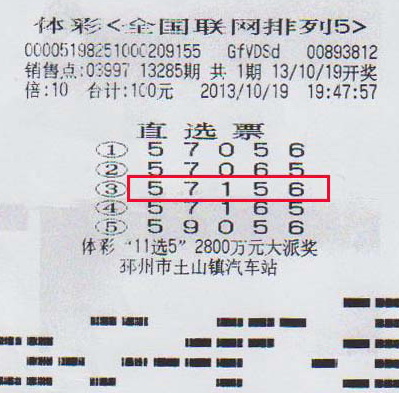 体彩<全国联网排列5>
00005198251000209155 GfVDSd 00893812
销售点:03997 13285期 共 1期 13/10/19开奖
倍:10 合计:100元 2013/10/19 19:47:57
直选票
① 5 7 0 5 6
② 5 7 0 6 5
③ 5 7 1 5 6
④ 5 7 1 6 5
⑤ 5 9 0 5 6
体彩 "11选5" 2800万元大派奖
邳州市土山镇汽车站